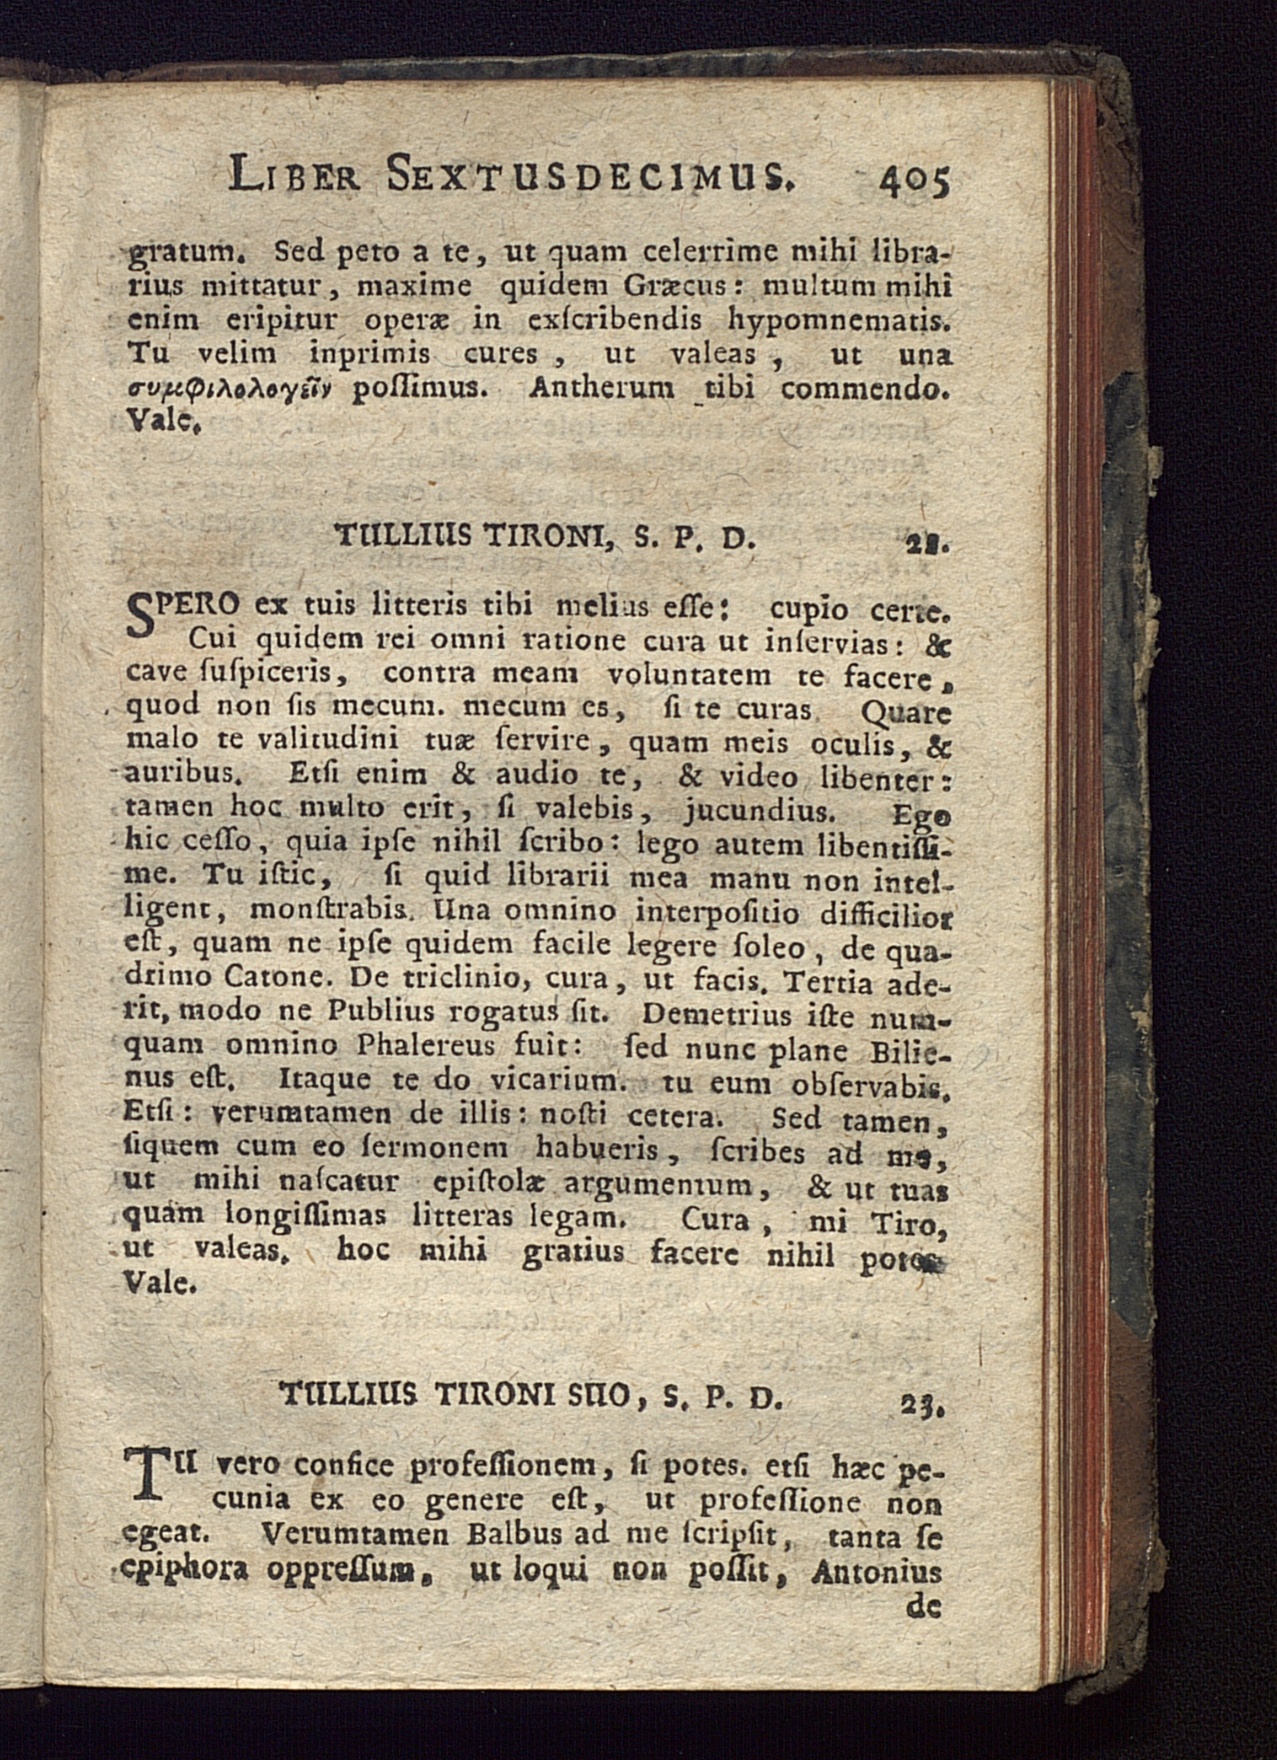 LIBER SEXTUSDECIMUS. 405
gratum. Sed peto a te, ut quam celerrime mihi libra-
rius mittatur, maxime quidem Græcus: multum mihi
enim eripitur operæ in exſcribendis hypomnematis.
Tu velim inprimis cures, ut valeas, ut una
συμφιλολογεῖν poſſimus. Antherum tibi commendo.
Vale.
TULLIUS TIRONI, S. P. D. 22.
SPERO ex tuis litteris tibi melius eſſe: cupio certe.
Cui quidem rei omni ratione cura ut inſervias: &
cave ſuſpiceris, contra meam voluntatem te facere,
quod non ſis mecum. mecum es, ſi te curas. Quare
malo te valitudini tuæ ſervire, quam meis oculis, &
auribus. Etſi enim & audio te, & video libenter:
tamen hoc multo erit, ſi valebis, jucundius. Ego
hic ceſſo, quia ipſe nihil ſcribo: lego autem libentiſſi-
me. Tu iſtic, ſi quid librarii mea manu non intel-
ligent, monſtrabis. Una omnino interpoſitio difficilior
eſt, quam ne ipſe quidem facile legere ſoleo, de qua-
drimo Catone. De triclinio, cura, ut facis. Tertia ade-
rit, modo ne Publius rogatus ſit. Demetrius iſte num-
quam omnino Phalereus fuit: ſed nunc plane Bilie-
nus eſt. Itaque te do vicarium. tu eum obſervabis.
Etſi: verumtamen de illis: noſti cetera. Sed tamen,
ſiquem cum eo ſermonem habueris, ſcribes ad me,
ut mihi naſcatur epiſtolæ argumentum, & ut tuas
quam longiſſimas litteras legam. Cura, mi Tiro,
ut valeas. hoc mihi gratius facere nihil potes
Vale.
TULLIUS TIRONI SUO, S. P. D. 23.
TU vero confice profeſſionem, ſi potes. etſi hæc pe-
cunia ex eo genere eſt, ut profeſſione non
egeat. Verumtamen Balbus ad me ſcripſit, tanta ſe
epiphora oppreſſum, ut loqui non poſſit, Antonius
de